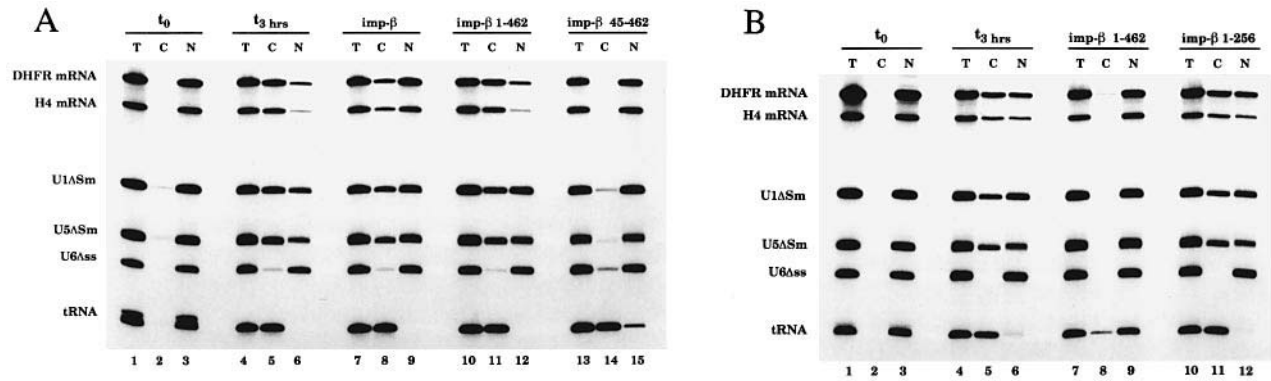 A
t0 t3 hrs imp-β imp-β 1-462 imp-β 45-462
T C N T C N T C N T C N T C N
DHFR mRNA
H4 mRNA
U1ΔSm
U5ΔSm
U6Δss
tRNA
1 2 3 4 5 6 7 8 9 10 11 12 13 14 15
B
t0 t3 hrs imp-β 1-462 imp-β 1-256
T C N T C N T C N T C N
DHFR mRNA
H4 mRNA
U1ΔSm
U5ΔSm
U6Δss
tRNA
1 2 3 4 5 6 7 8 9 10 11 12